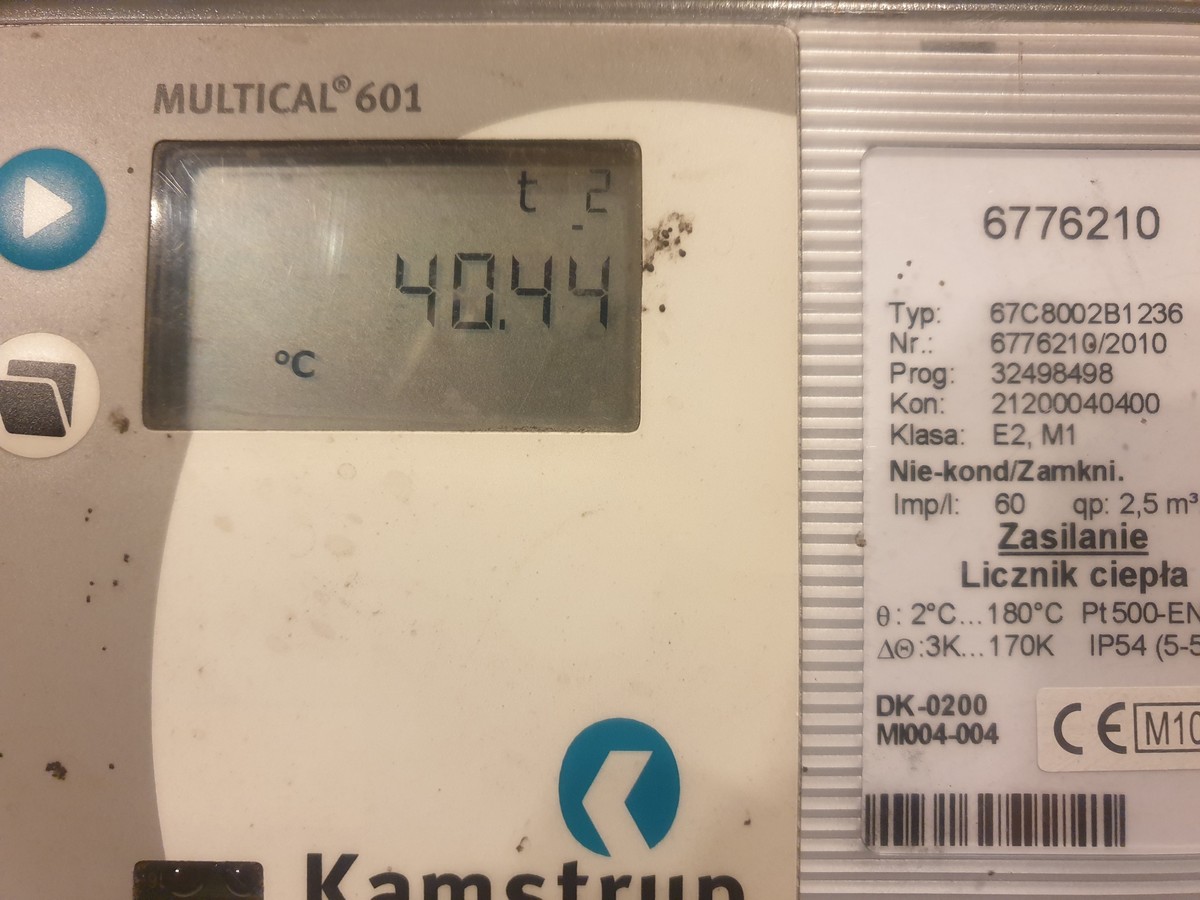 MULTICAL® 601
t 2
40.44
°C
Kamstrup
6776210
Typ: 67C8002B1236
Nr.: 6776210/2010
Prog: 32498498
Kon: 21200040400
Klasa: E2, M1
Nie-kond/Zamkni.
Imp/l: 60 qp: 2,5 m³
Zasilanie
Licznik ciepła
θ: 2°C...180°C Pt500-EN
ΔΘ:3K...170K IP54 (5-5
DK-0200
MI004-004
CE M10